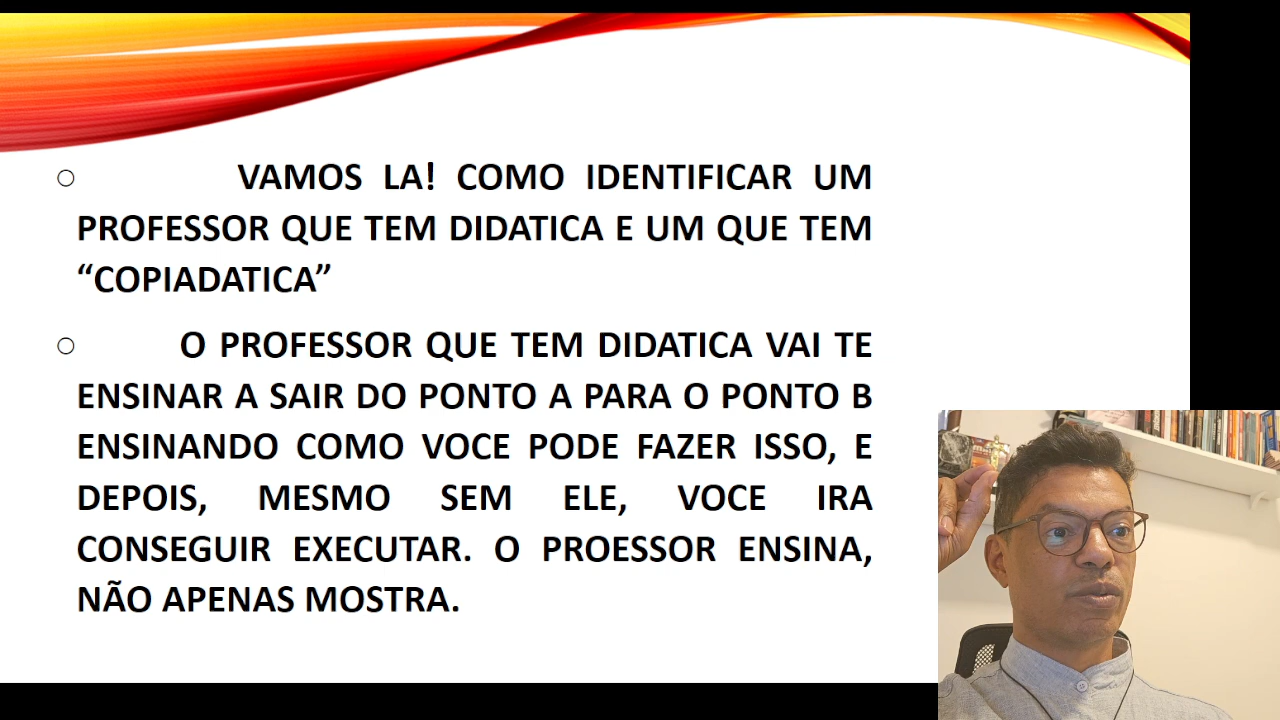 ○ VAMOS LA! COMO IDENTIFICAR UM
PROFESSOR QUE TEM DIDATICA E UM QUE TEM
“COPIADATICA”
○ O PROFESSOR QUE TEM DIDATICA VAI TE
ENSINAR A SAIR DO PONTO A PARA O PONTO B
ENSINANDO COMO VOCE PODE FAZER ISSO, E
DEPOIS, MESMO SEM ELE, VOCE IRA
CONSEGUIR EXECUTAR. O PROESSOR ENSINA,
NÃO APENAS MOSTRA.